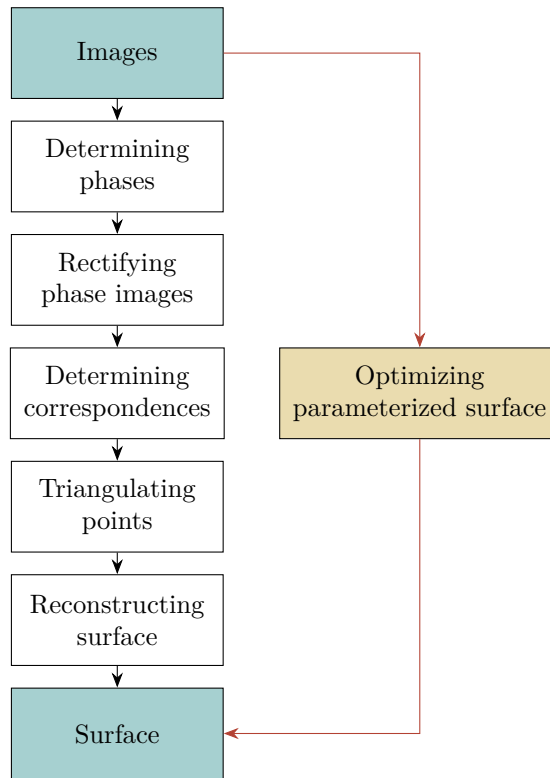 Images
Determining
phases
Rectifying
phase images
Determining
correspondences
Optimizing
parameterized surface
Triangulating
points
Reconstructing
surface
Surface